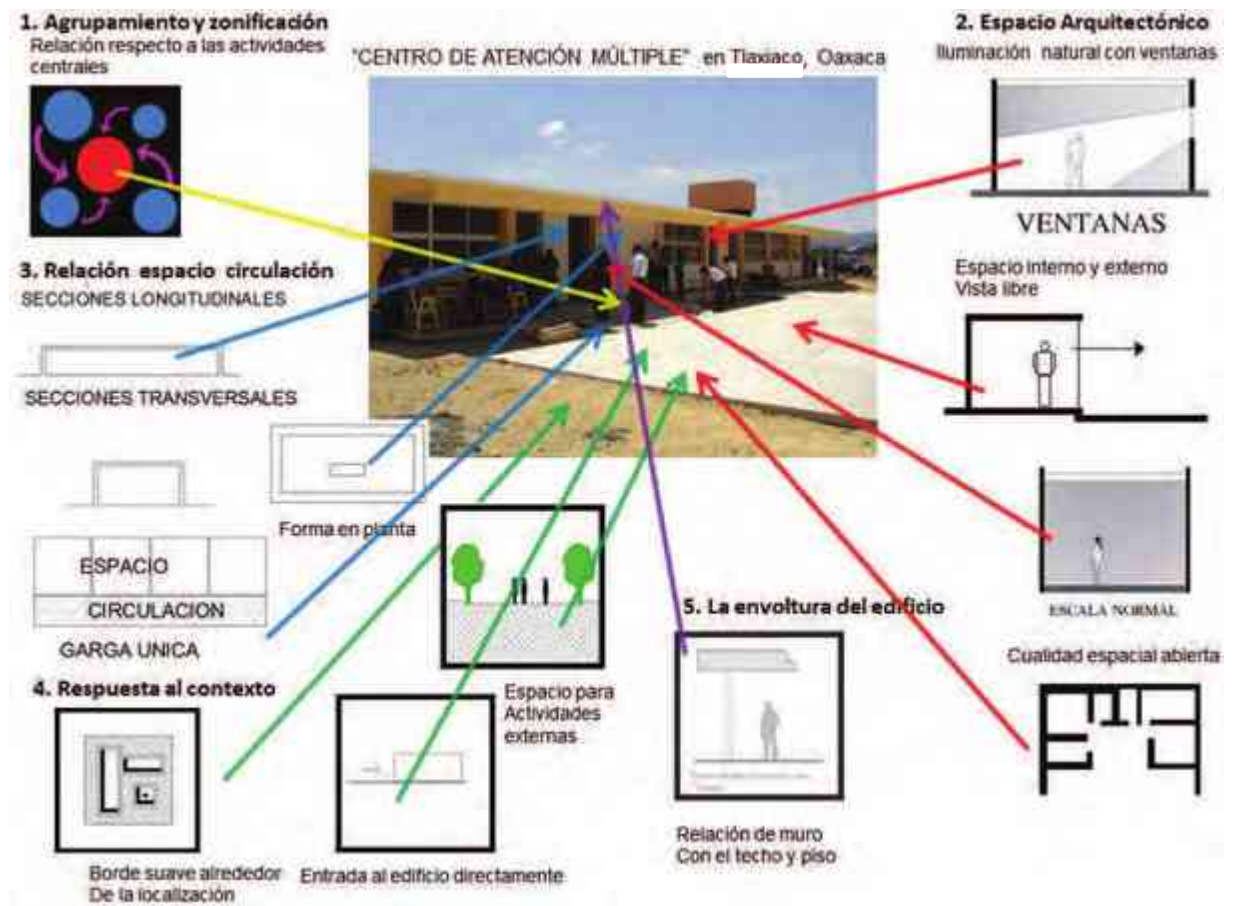 1. Agrupamiento y zonificación
Relación respecto a las actividades
centrales
"CENTRO DE ATENCIÓN MÚLTIPLE" en Tlaxiaco, Oaxaca
2. Espacio Arquitectónico
Iluminación natural con ventanas
VENTANAS
Espacio Interno y externo
Vista libre
3. Relación espacio circulación
SECCIONES LONGITUDINALES
SECCIONES TRANSVERSALES
Forma en planta
ESPACIO
CIRCULACION
GARGA UNICA
ESCALA NORMAL
Cualidad espacial abierta
4. Respuesta al contexto
Borde suave alrededor
De la localización
Entrada al edificio directamente
Espacio para
Actividades
externas
5. La envoltura del edificio
Relación de muro
Con el techo y piso